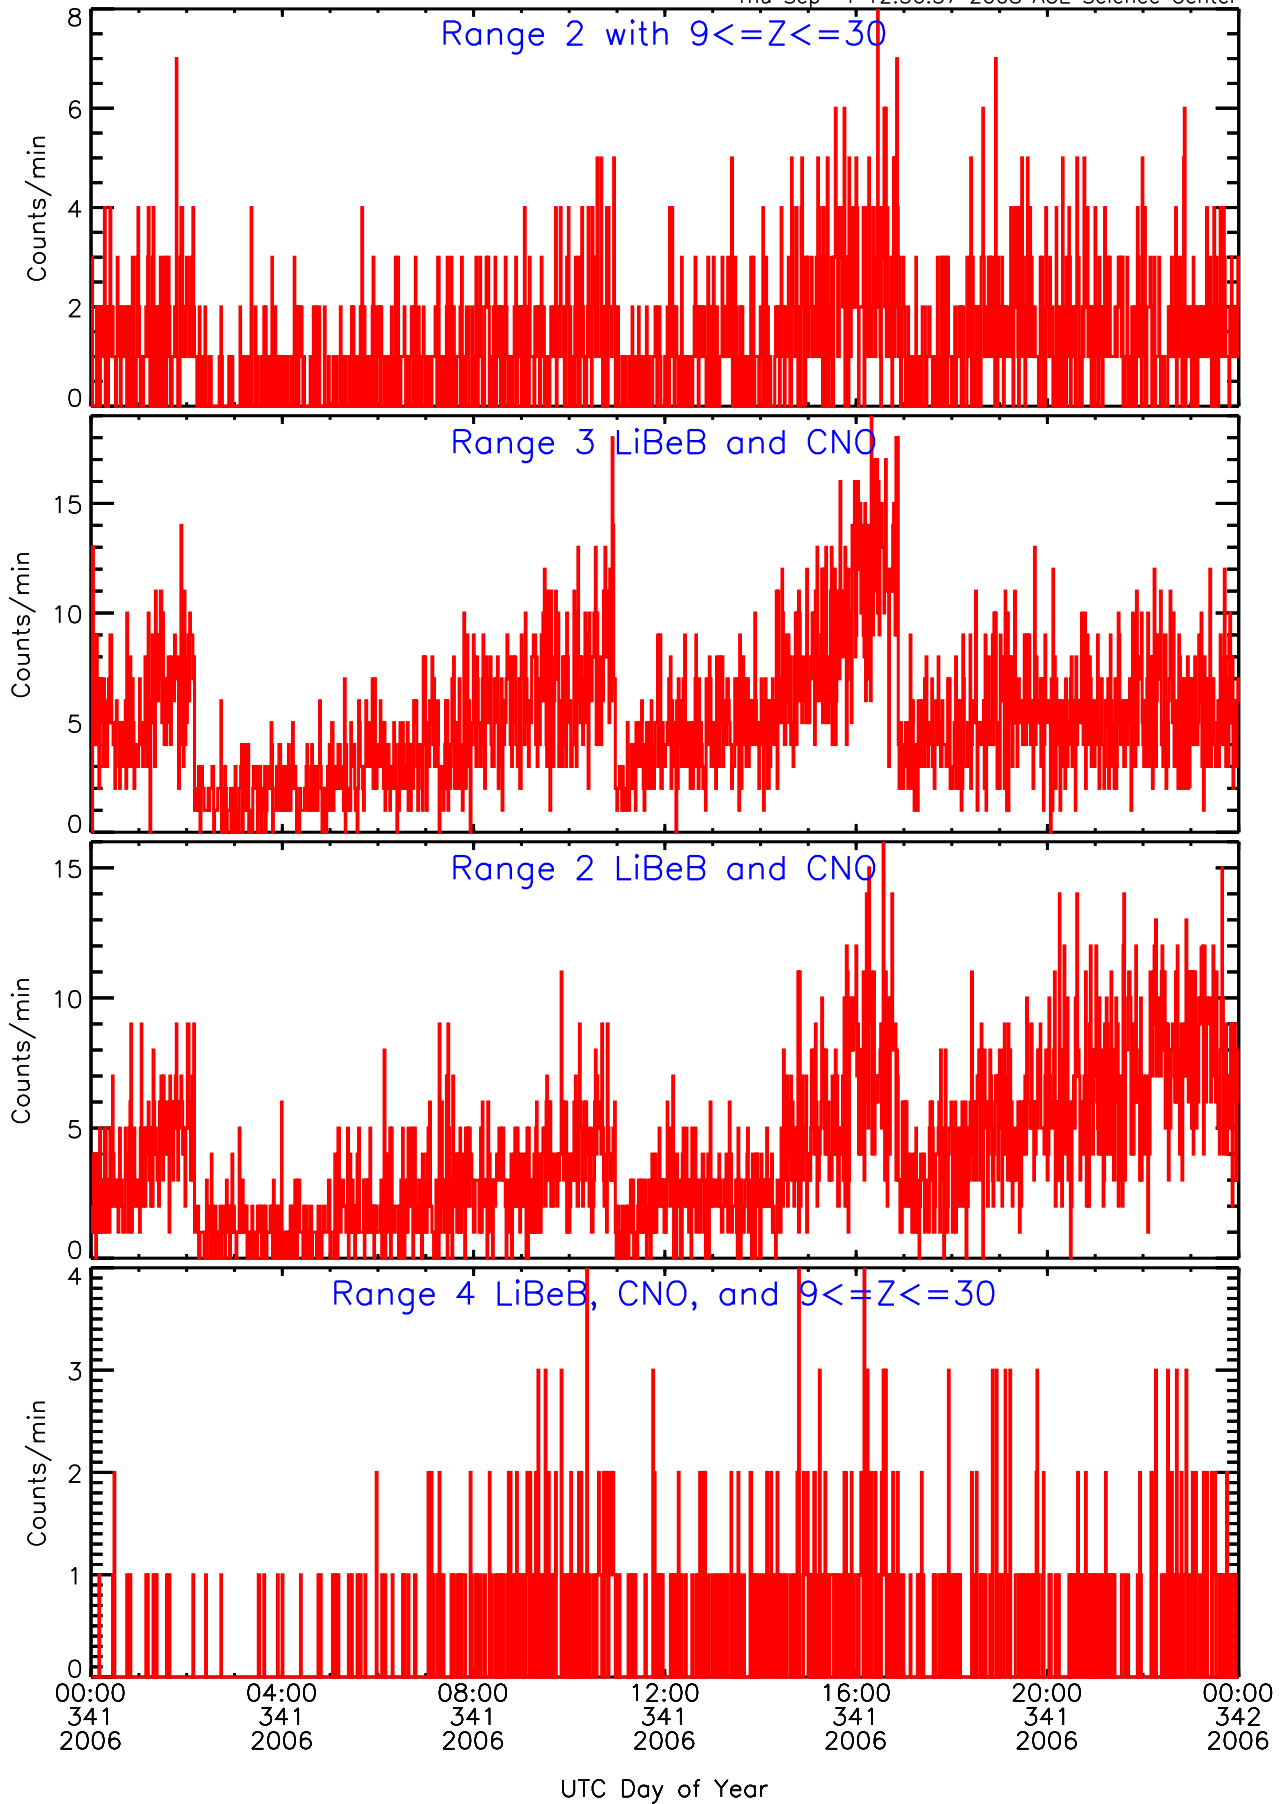 Range 2 with 9<=Z<=30
8
6
4
2
0
Counts/min
Range 3 LiBeB and CNO
15
10
5
0
Counts/min
Range 2 LiBeB and CNO
15
10
5
0
Counts/min
Range 4 LiBeB, CNO, and 9<=Z<=30
4
3
2
1
0
Counts/min
00:00 04:00 08:00 12:00 16:00 20:00 00:00
341 341 341 341 341 341 342
2006 2006 2006 2006 2006 2006 2006
UTC Day of Year